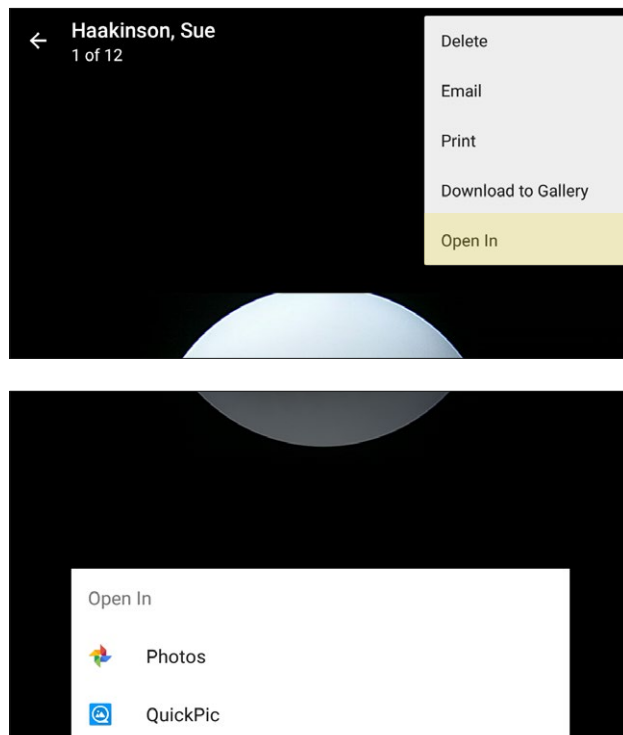 Haakinson, Sue
1 of 12
Delete
Email
Print
Download to Gallery
Open In
Open In
Photos
QuickPic